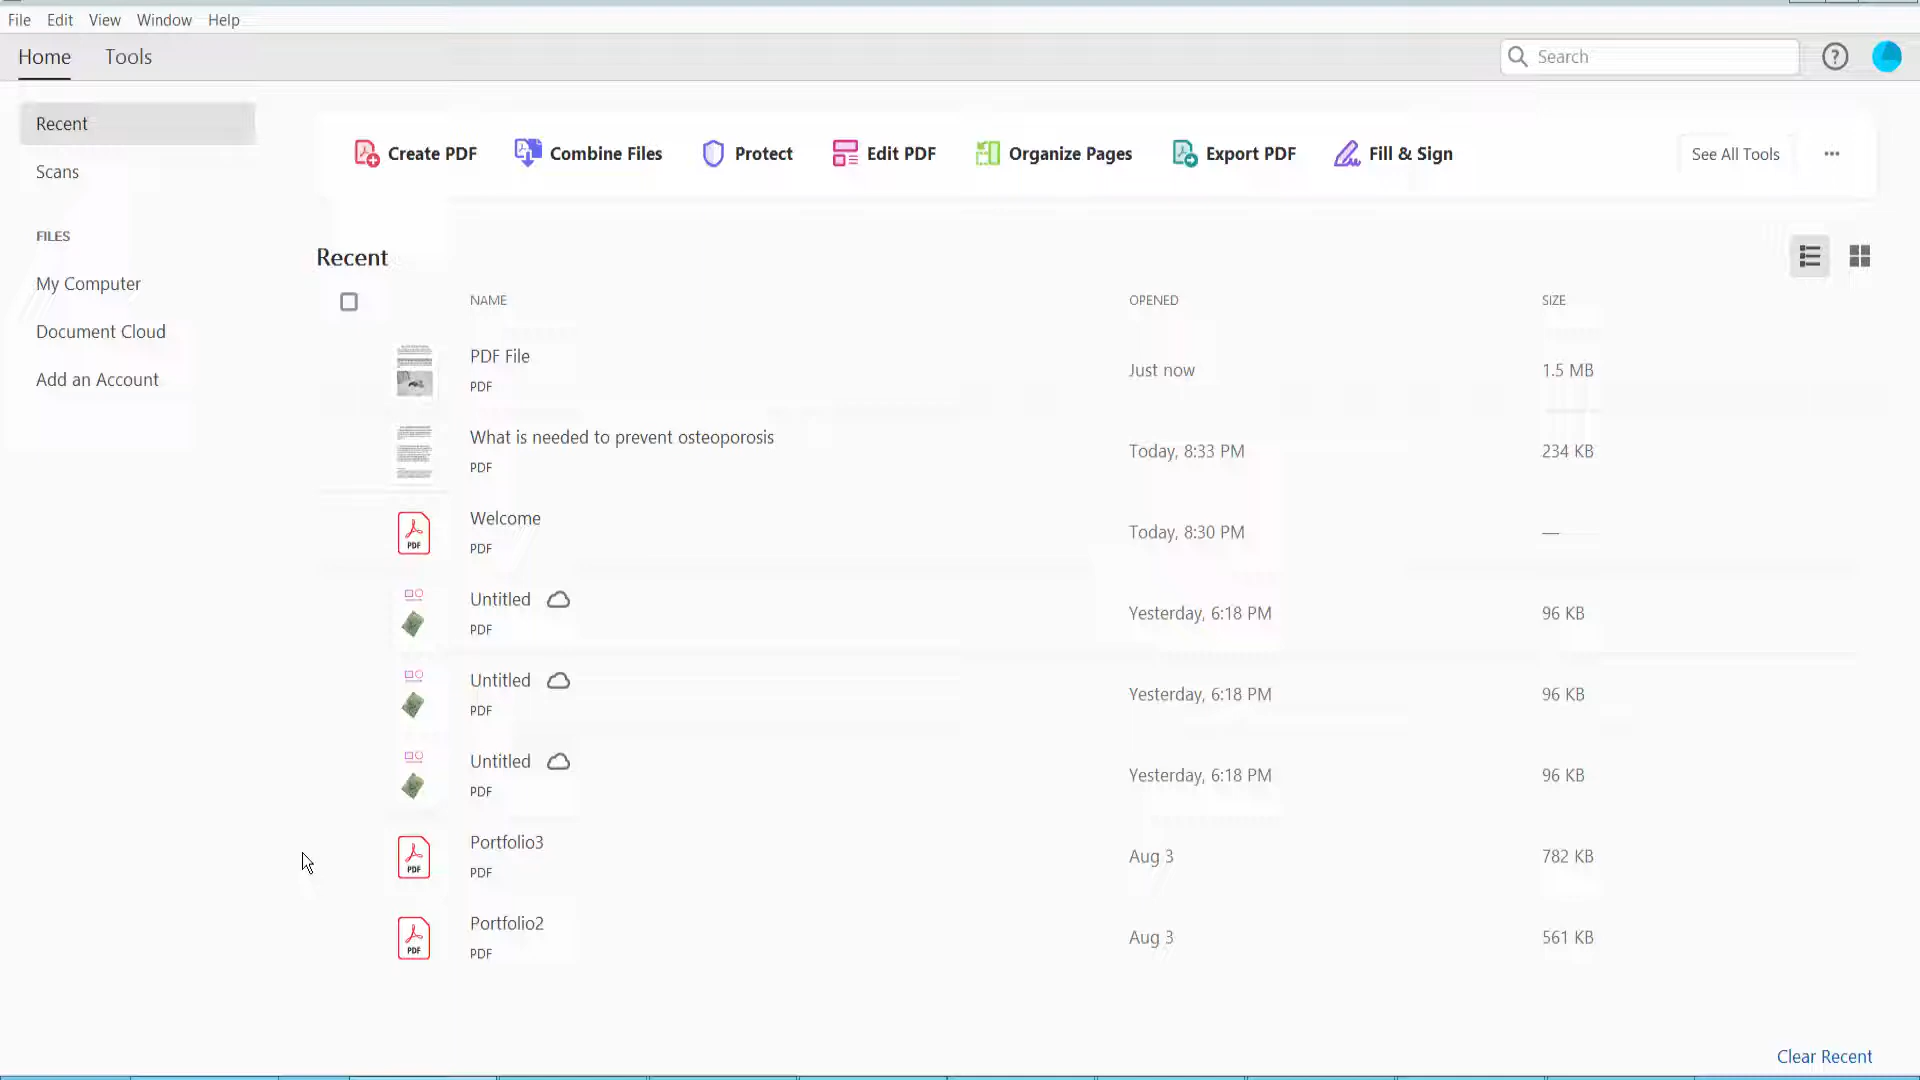 File Edit View Window Help
Home Tools Search
Recent
Scans
FILES
My Computer
Document Cloud
Add an Account
Create PDF Combine Files Protect Edit PDF Organize Pages Export PDF Fill & Sign See All Tools
Recent
NAME OPENED SIZE
PDF File
PDF
Just now 1.5 MB
What is needed to prevent osteoporosis
PDF
Today, 8:33 PM 234 KB
PDF
Welcome
PDF
Today, 8:30 PM —
Untitled
PDF
Yesterday, 6:18 PM 96 KB
Untitled
PDF
Yesterday, 6:18 PM 96 KB
Untitled
PDF
Yesterday, 6:18 PM 96 KB
PDF
Portfolio3
PDF
Aug 3 782 KB
PDF
Portfolio2
PDF
Aug 3 561 KB
Clear Recent